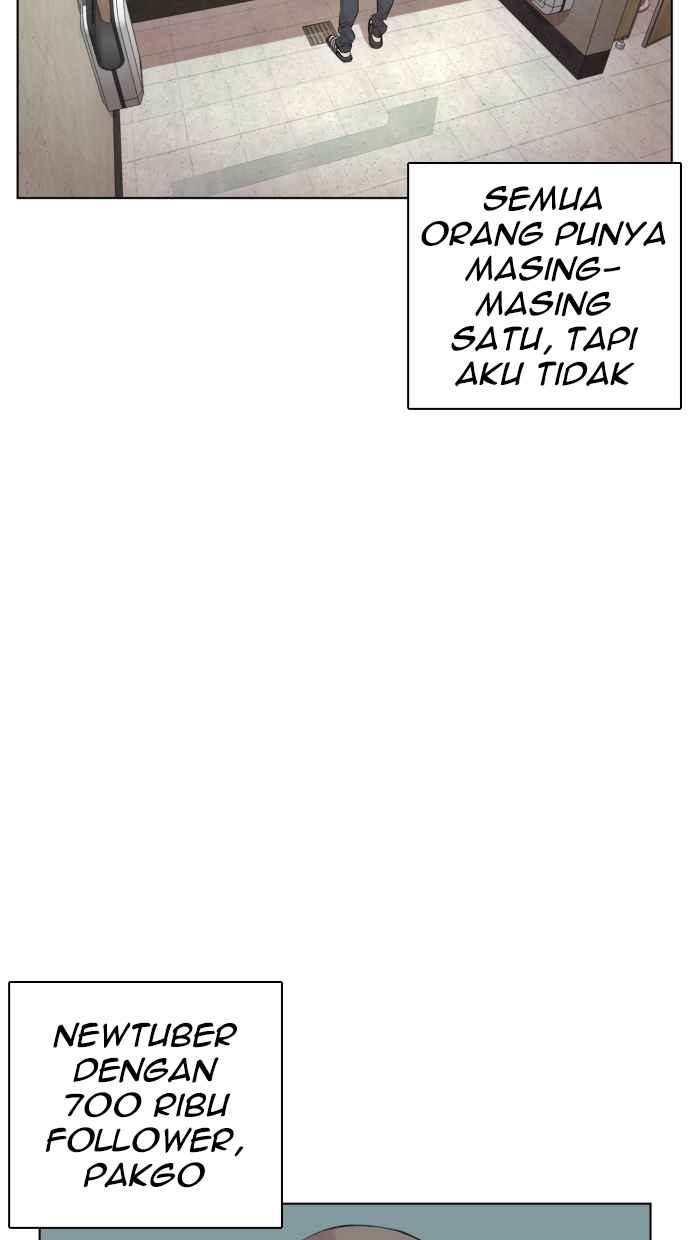 SEMUA
ORANG PUNYA
MASING-
MASING
SATU, TAPI
AKU TIDAK
NEWTUBER
DENGAN
700 RIBU
FOLLOWER,
PAKGO